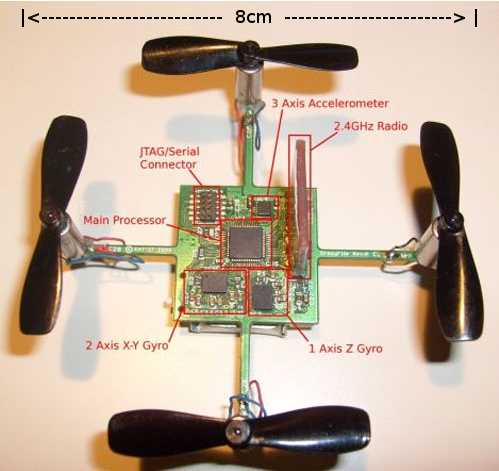 8cm
3 Axis Accelerometer
2.4GHz Radio
JTAG/Serial
Connector
Main Processor
2 Axis X-Y Gyro
1 Axis Z Gyro